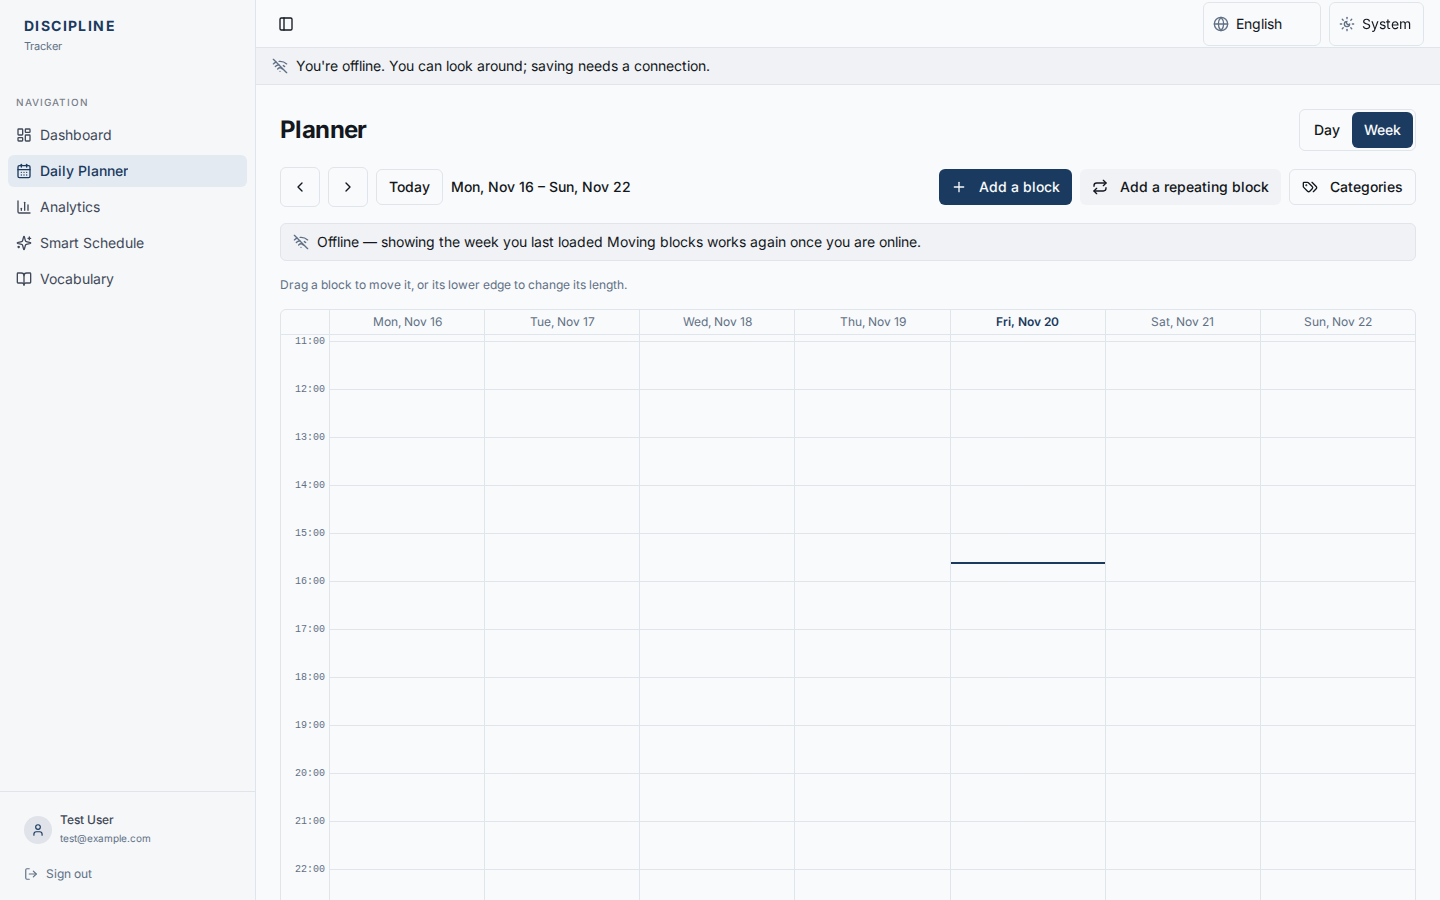 DISCIPLINE
Tracker
NAVIGATION
Dashboard
Daily Planner
Analytics
Smart Schedule
Vocabulary
Test User
test@example.com
Sign out
English
System
You're offline. You can look around; saving needs a connection.
Planner
Day
Week
Today
Mon, Nov 16 – Sun, Nov 22
Add a block
Add a repeating block
Categories
Offline — showing the week you last loaded Moving blocks works again once you are online.
Drag a block to move it, or its lower edge to change its length.
Mon, Nov 16
Tue, Nov 17
Wed, Nov 18
Thu, Nov 19
Fri, Nov 20
Sat, Nov 21
Sun, Nov 22
11:00
12:00
13:00
14:00
15:00
16:00
17:00
18:00
19:00
20:00
21:00
22:00